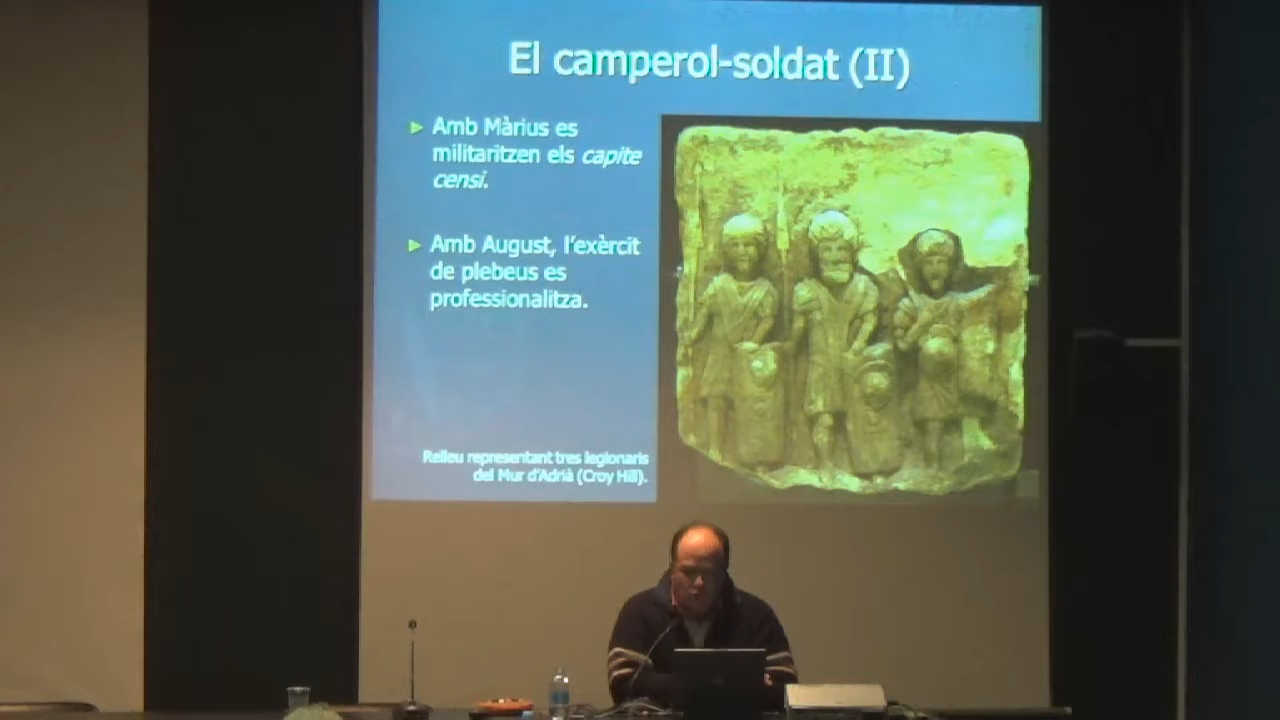 El camperol-soldat (II)
Amb Màrius es
militaritzen els capite
censi.
Amb August, l'exèrcit
de plebeus es
professionalitza.
Relleu representant tres legionaris
del Mur d'Adrià (Croy Hill).